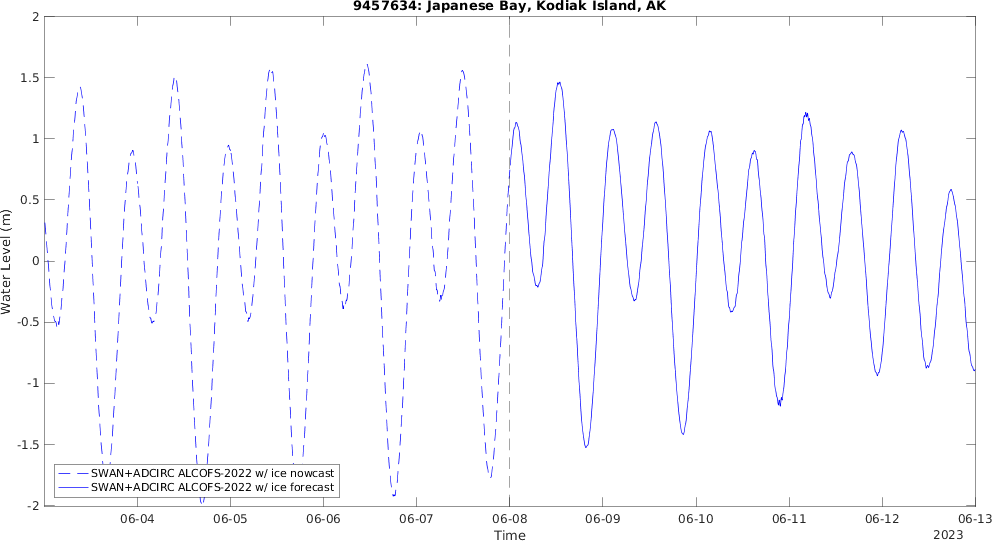 9457634: Japanese Bay, Kodiak Island, AK
2
1.5
1
0.5
0
-0.5
-1
-1.5
-2
Water Level (m)
SWAN+ADCIRC ALCOFS-2022 w/ ice nowcast
SWAN+ADCIRC ALCOFS-2022 w/ ice forecast
06-04 06-05 06-06 06-07 06-08 06-09 06-10 06-11 06-12 06-13
Time
2023